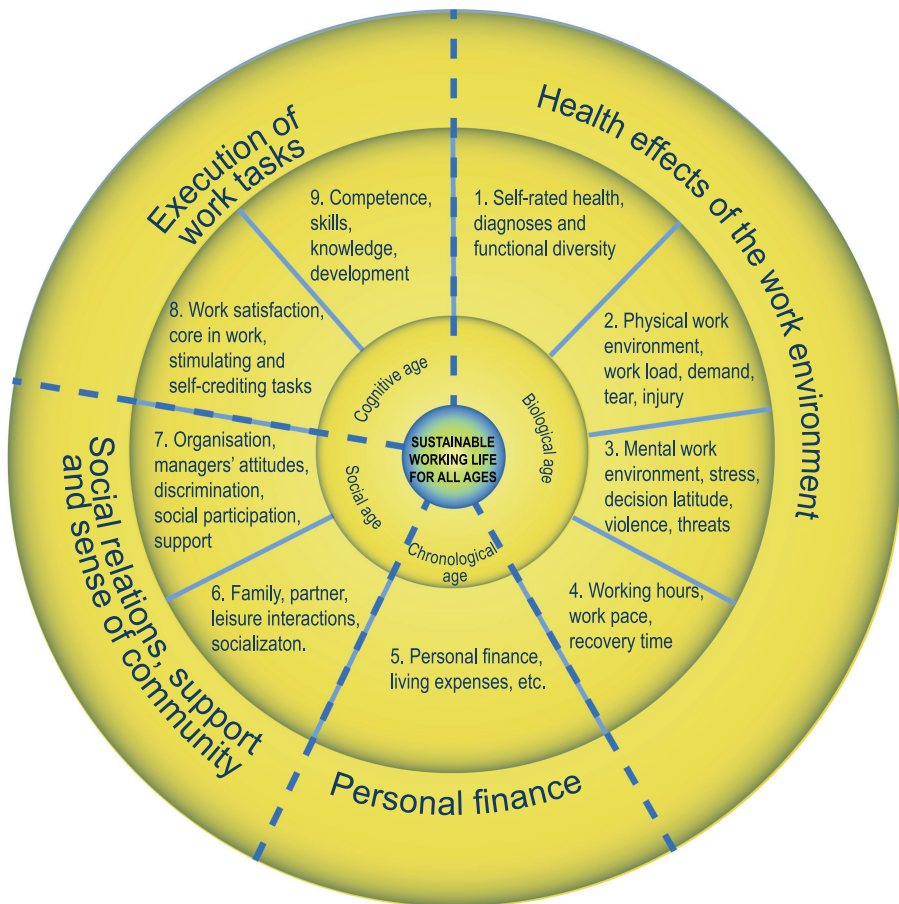 Execution of
work tasks
Health effects of the work environment
9. Competence,
skills,
knowledge,
development
1. Self-rated health,
diagnoses and
functional diversity
8. Work satisfaction,
core in work,
stimulating and
self-crediting tasks
2. Physical work
environment,
work load, demand,
tear, injury
Cognitive age
Biological age
SUSTAINABLE
WORKING LIFE
FOR ALL AGES
7. Organisation,
managers' attitudes,
discrimination,
social participation,
support
3. Mental work
environment, stress,
decision latitude,
violence, threats
Social age
Chronological
age
6. Family, partner,
leisure interactions,
socializaton.
4. Working hours,
work pace,
recovery time
5. Personal finance,
living expenses, etc.
Social relations, support
and sense of community
Personal finance